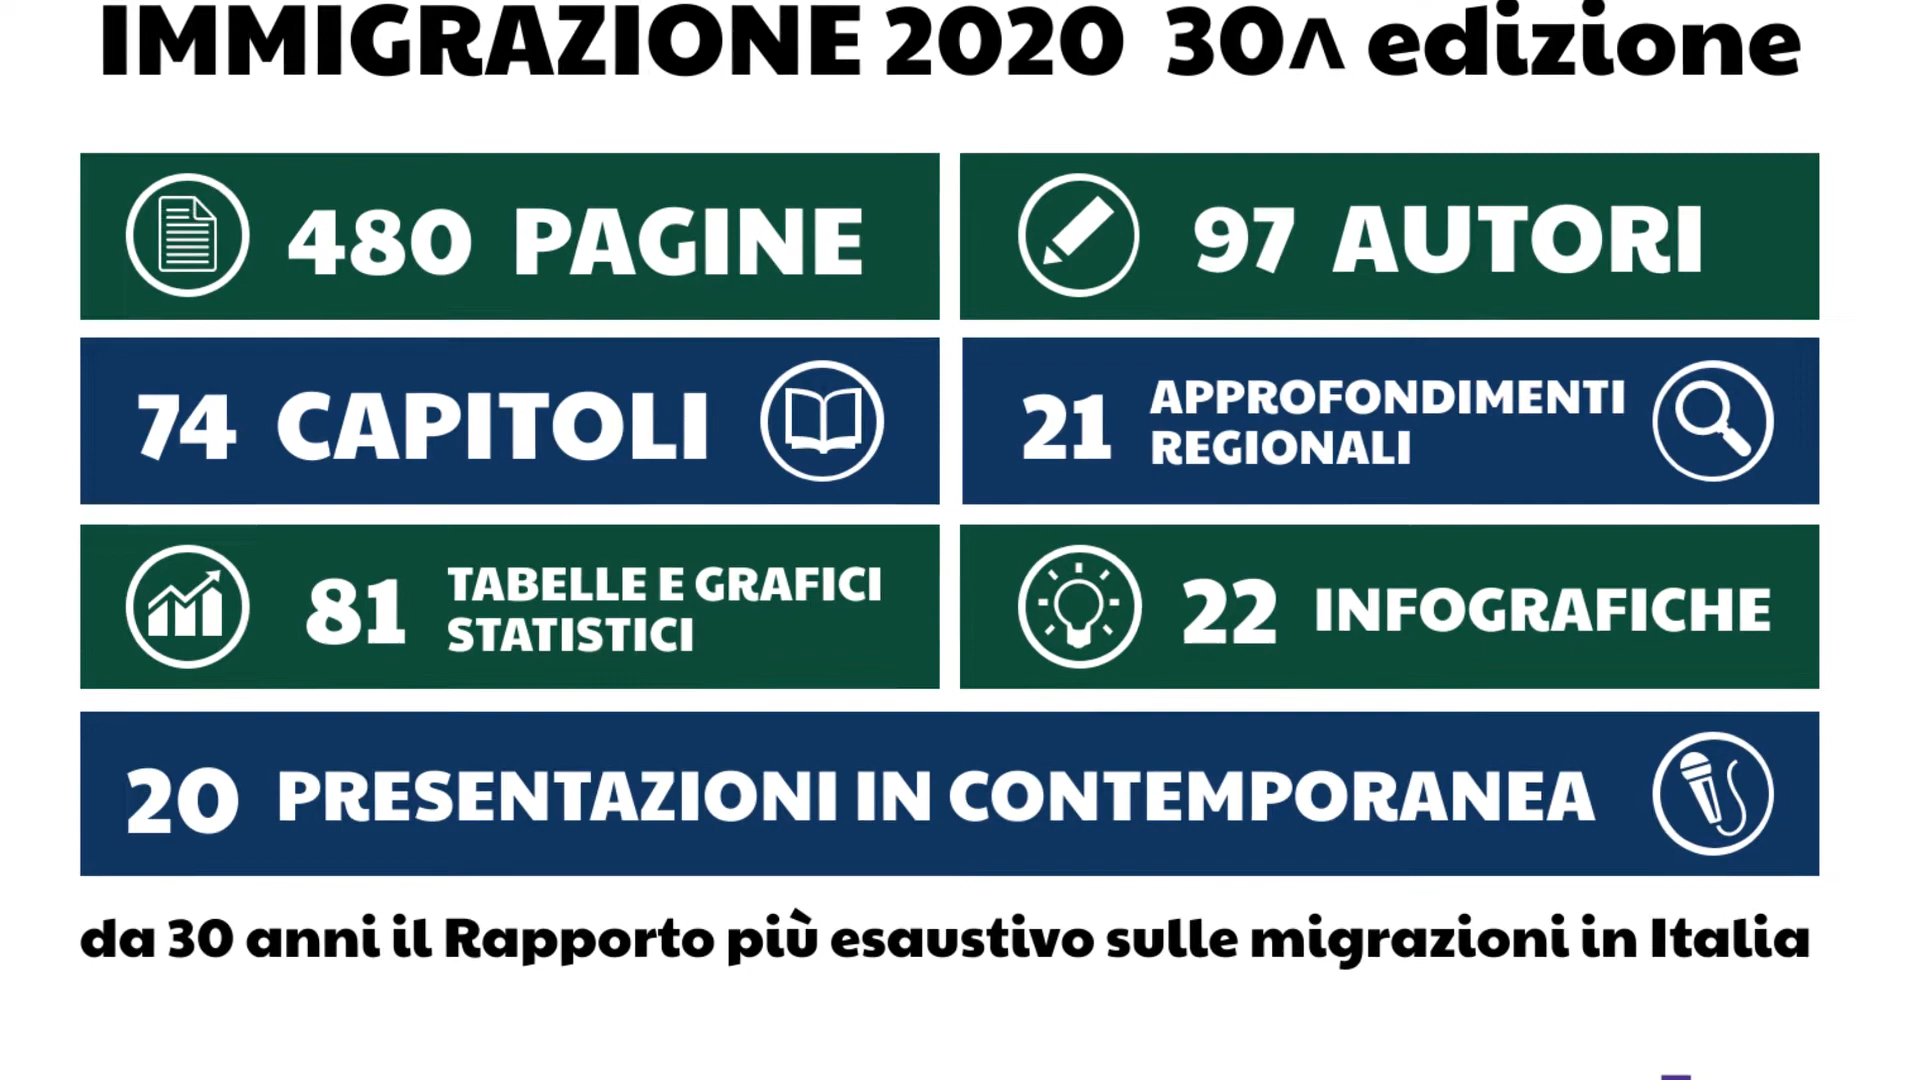 IMMIGRAZIONE 2020 30^ edizione
480 PAGINE
97 AUTORI
74 CAPITOLI
21 APPROFONDIMENTI
REGIONALI
81 TABELLE E GRAFICI
STATISTICI
22 INFOGRAFICHE
20 PRESENTAZIONI IN CONTEMPORANEA
da 30 anni il Rapporto più esaustivo sulle migrazioni in Italia